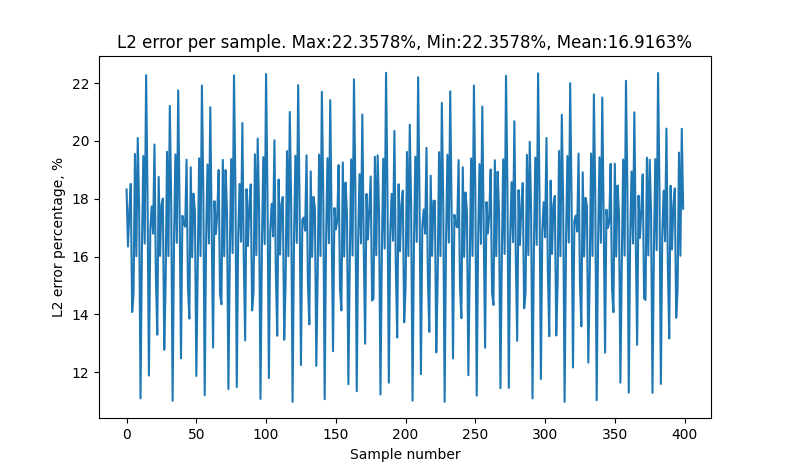 L2 error per sample. Max:22.3578%, Min:22.3578%, Mean:16.9163%
22
20
18
16
14
12
L2 error percentage, %
0 50 100 150 200 250 300 350 400
Sample number